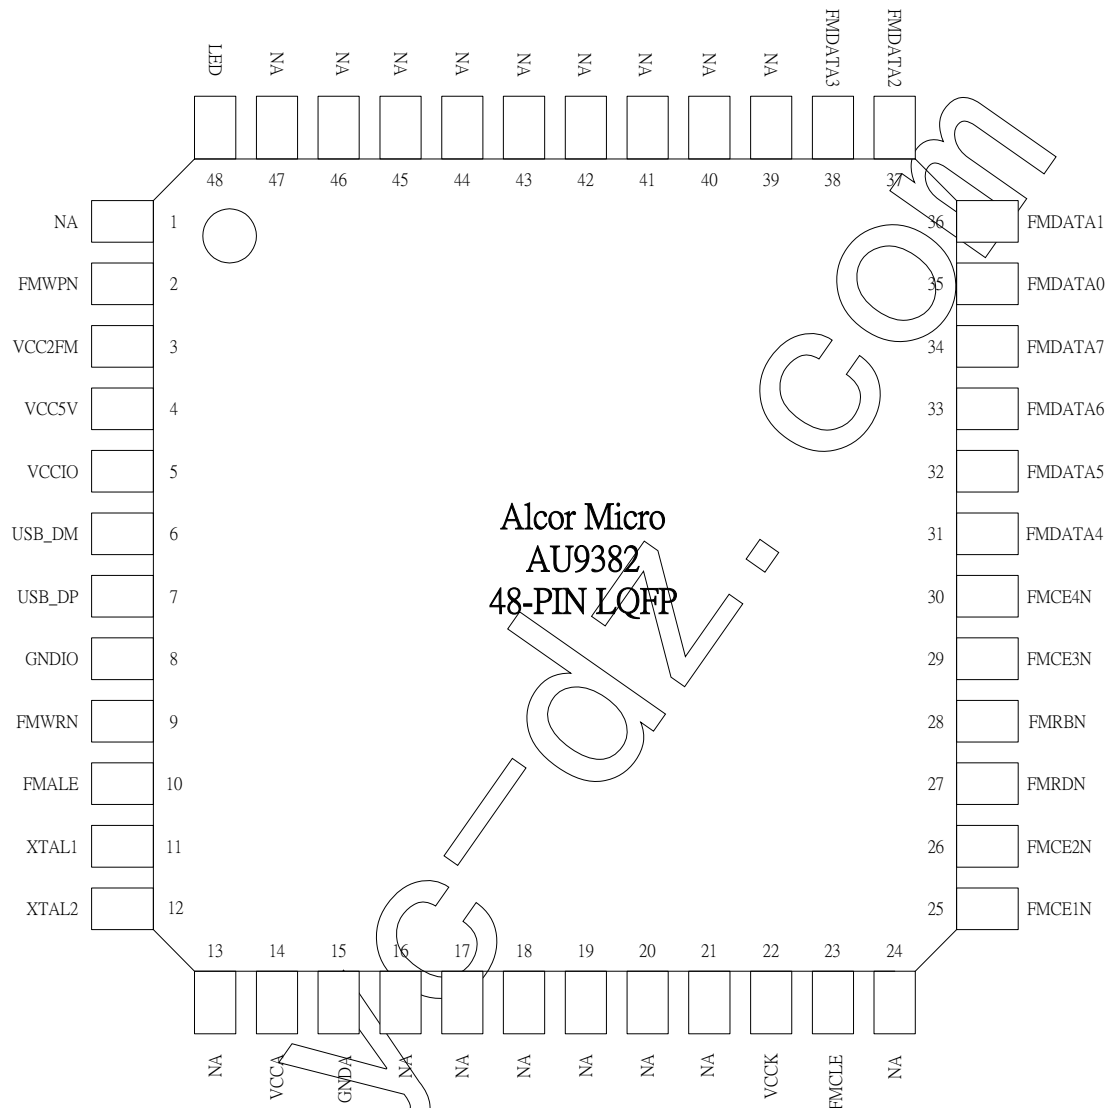 LED NA NA NA NA NA NA NA NA NA FMDATA3 FMDATA2
48 47 46 45 44 43 42 41 40 39 38 37
NA 1 36 FMDATA1
FMWPN 2 35 FMDATA0
VCC2FM 3 34 FMDATA7
VCC5V 4 33 FMDATA6
VCCIO 5 32 FMDATA5
Alcor Micro
USB_DM 6 31 FMDATA4
AU9382
48-PIN LQFP
USB_DP 7 30 FMCE4N
GNDIO 8 29 FMCE3N
FMWRN 9 28 FMRBN
FMALE 10 27 FMRDN
XTAL1 11 26 FMCE2N
XTAL2 12 25 FMCE1N
13 14 15 16 17 18 19 20 21 22 23 24
NA VCCA GNDA NA NA NA NA NA NA VCCK FMCLE NA
y-c-dz.com